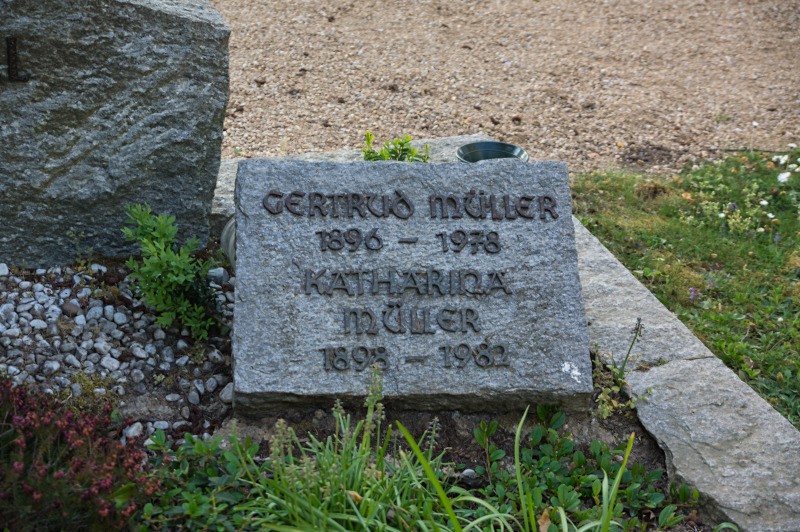 GERTRUD MÜLLER
1896 – 1978
KATHARINA
MÜLLER
1898 – 1982